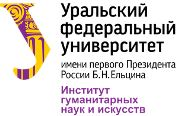 Уральский
федеральный
университет
имени первого Президента
России Б.Н.Ельцина
Институт
гуманитарных
наук и искусств